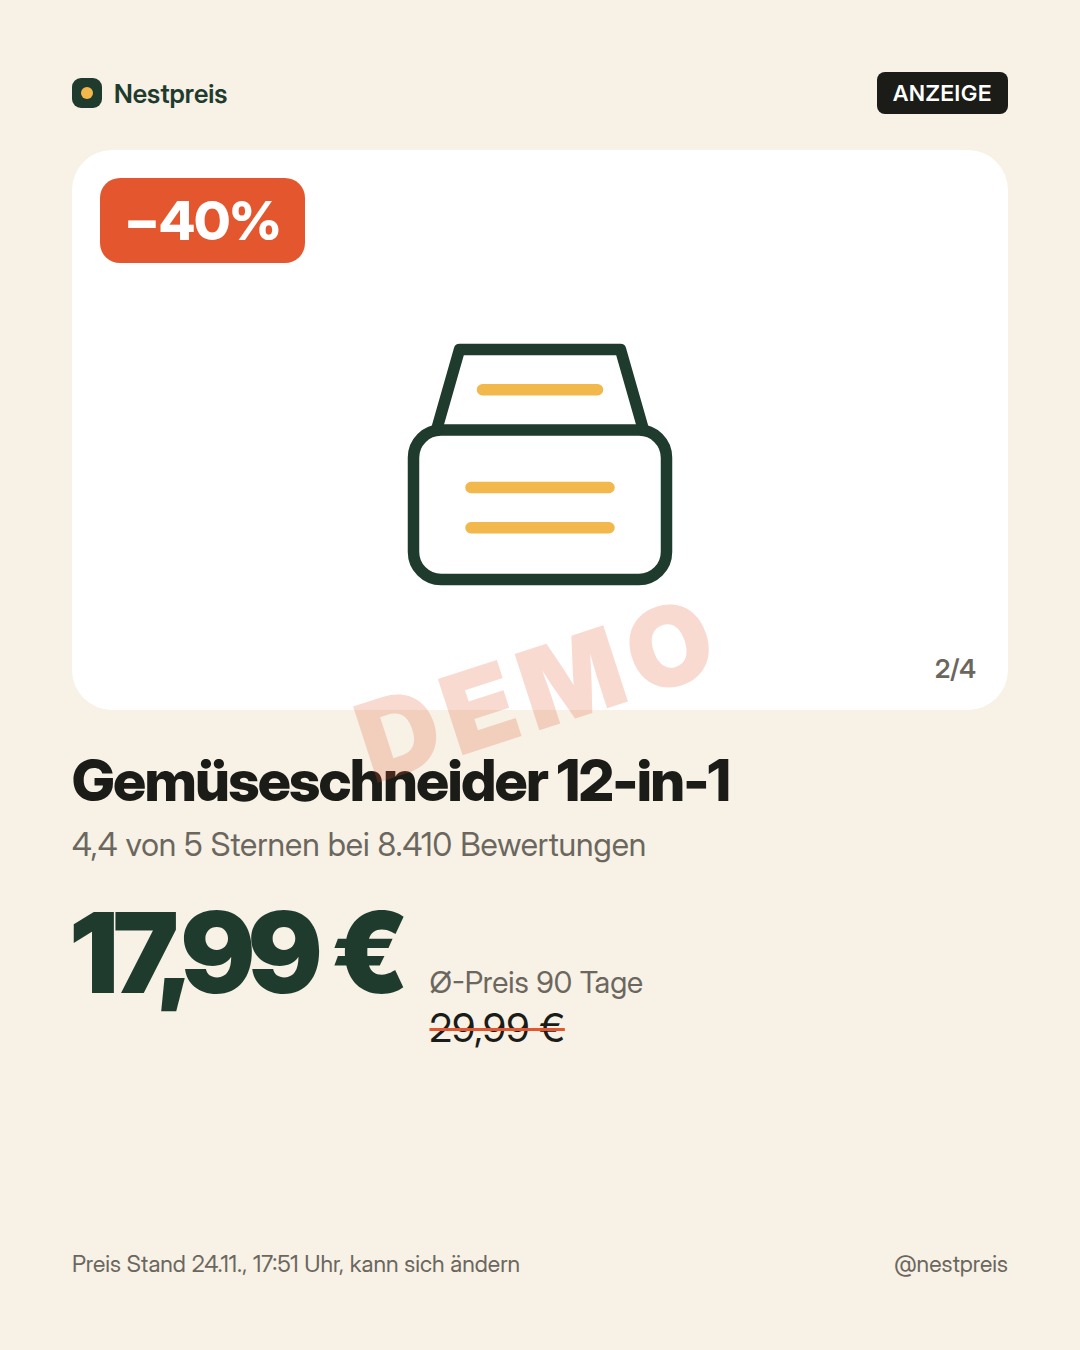 Nestpreis
ANZEIGE
–40%
2/4
DEMO
Gemüseschneider 12-in-1
4,4 von 5 Sternen bei 8.410 Bewertungen
17,99 €
Ø-Preis 90 Tage
29,99 €
Preis Stand 24.11., 17:51 Uhr, kann sich ändern
@nestpreis